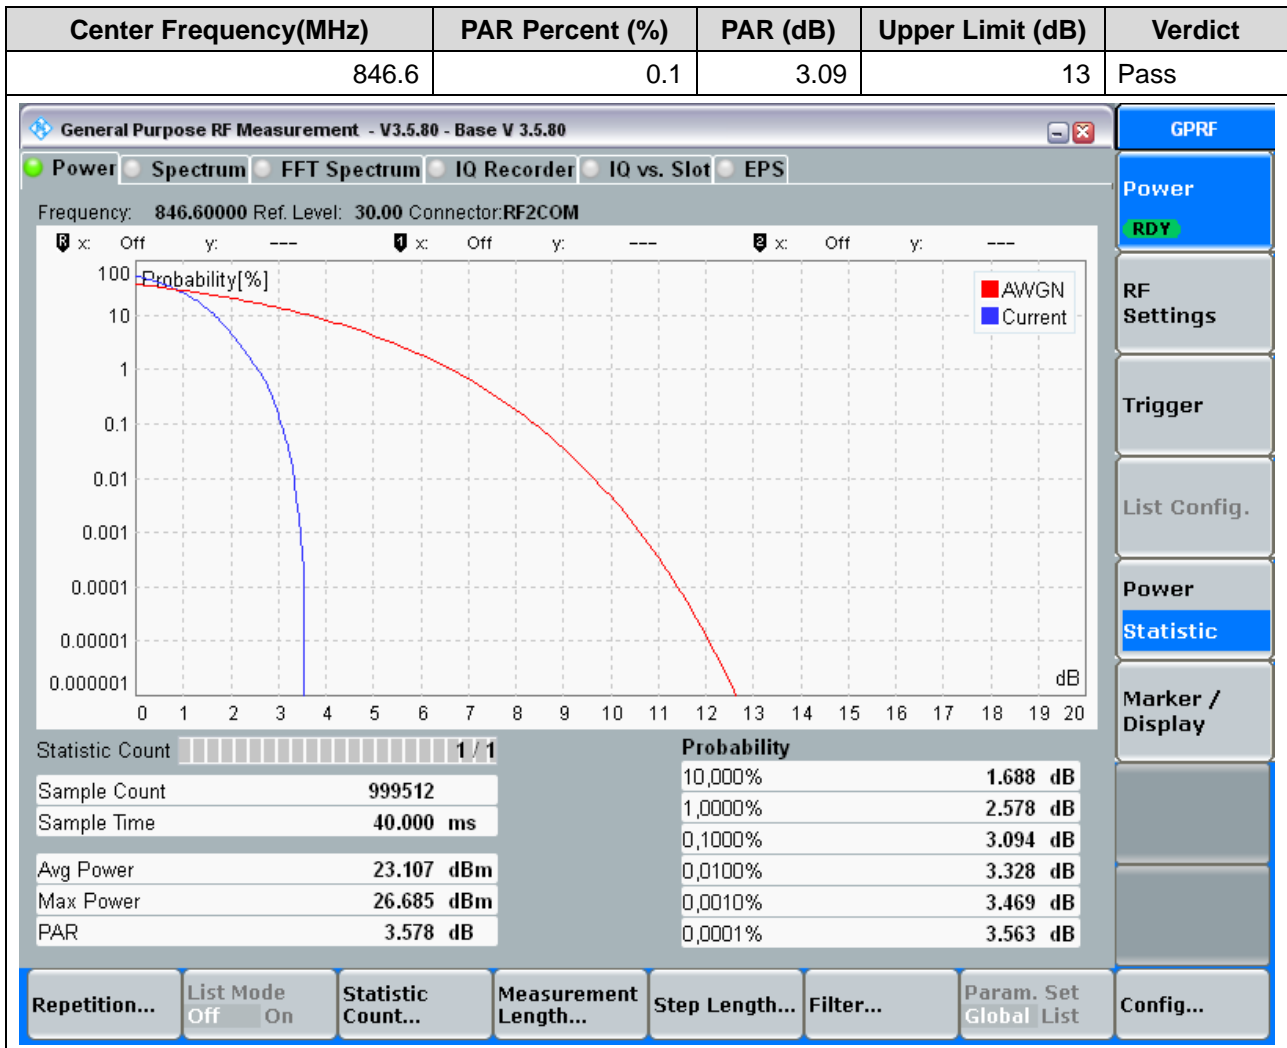 Center Frequency(MHz) PAR Percent (%) PAR (dB) Upper Limit (dB) Verdict
846.6 0.1 3.09 13 Pass
General Purpose RF Measurement - V3.5.80 - Base V 3.5.80
GPRF
Power Spectrum FFT Spectrum IQ Recorder IQ vs. Slot EPS
Frequency: 846.60000 Ref. Level: 30.00 Connector:RF2COM
R x: Off y: --- 1 x: Off y: --- 2 x: Off y: ---
Probability[%]
AWGN
Current
100
10
1
0.1
0.01
0.001
0.0001
0.00001
0.000001
dB
0 1 2 3 4 5 6 7 8 9 10 11 12 13 14 15 16 17 18 19 20
Statistic Count 1 / 1
Sample Count 999512
Sample Time 40.000 ms
Avg Power 23.107 dBm
Max Power 26.685 dBm
PAR 3.578 dB
Probability
10,000% 1.688 dB
1,0000% 2.578 dB
0,1000% 3.094 dB
0,0100% 3.328 dB
0,0010% 3.469 dB
0,0001% 3.563 dB
Power
RDY
RF
Settings
Trigger
List Config.
Power
Statistic
Marker /
Display
Repetition...
List Mode
Off On
Statistic
Count...
Measurement
Length...
Step Length...
Filter...
Param. Set
Global List
Config...